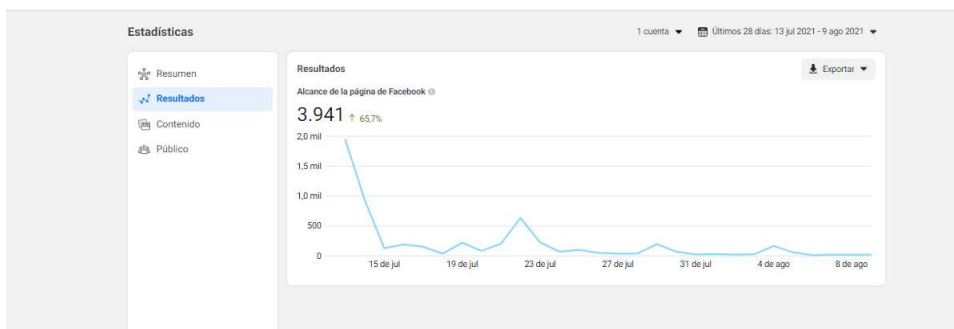 Estadísticas
1 cuenta
Últimos 28 días: 13 jul 2021 - 9 ago 2021
Resumen
Resultados
Contenido
Público
Resultados
Exportar
Alcance de la página de Facebook
3.941 ↑ 65,7%
2,0 mil
1,5 mil
1,0 mil
500
0
15 de jul 19 de jul 23 de jul 27 de jul 31 de jul 4 de ago 8 de ago